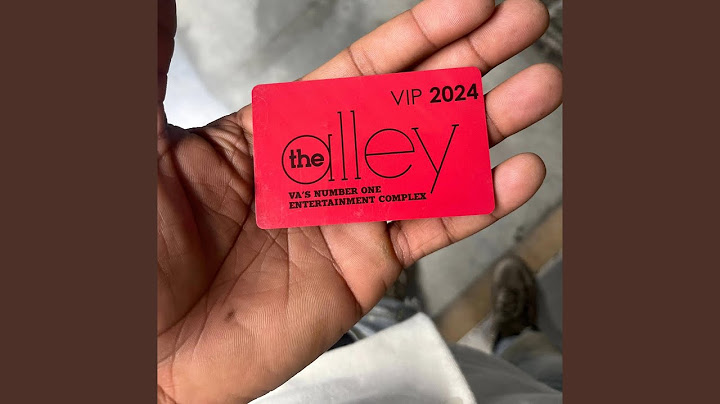 VIP 2024
the alley
VA'S NUMBER ONE
ENTERTAINMENT COMPLEX